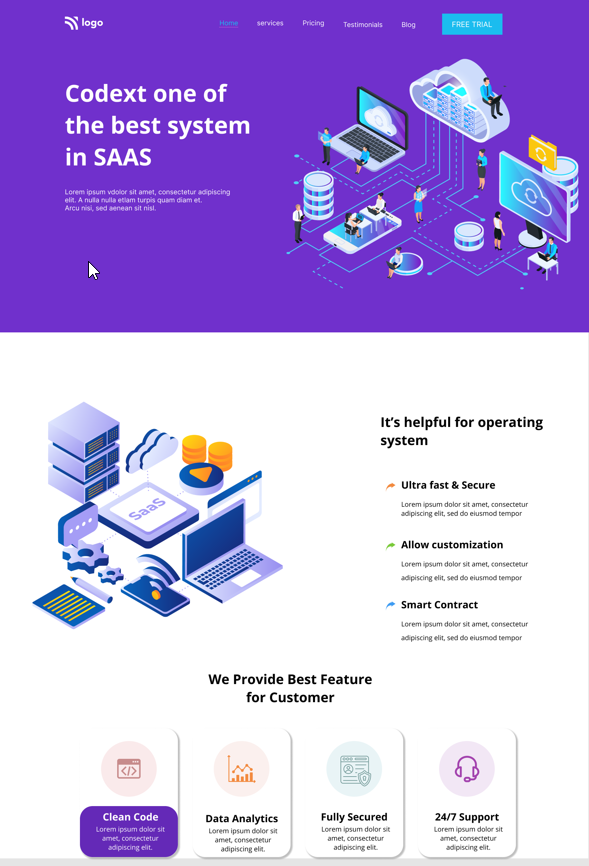 logo
Home
services
Pricing
Testimonials
Blog
FREE TRIAL
Codext one of
the best system
in SAAS
Lorem ipsum vdolor sit amet, consectetur adipiscing
elit. A nulla nulla etlam turpis quam diam et.
Arcu nisi, sed aenean sit nisl.
SaaS
It’s helpful for operating
system
Ultra fast & Secure
Lorem ipsum dolor sit amet, consectetur
adipiscing elit, sed do eiusmod tempor
Allow customization
Lorem ipsum dolor sit amet, consectetur
adipiscing elit, sed do eiusmod tempor
Smart Contract
Lorem ipsum dolor sit amet, consectetur
adipiscing elit, sed do eiusmod tempor
We Provide Best Feature
for Customer
Clean Code
Lorem ipsum dolor sit
amet, consectetur
adipiscing elit.
Data Analytics
Lorem ipsum dolor sit
amet, consectetur
adipiscing elit.
Fully Secured
Lorem ipsum dolor sit
amet, consectetur
adipiscing elit.
24/7 Support
Lorem ipsum dolor sit
amet, consectetur
adipiscing elit.